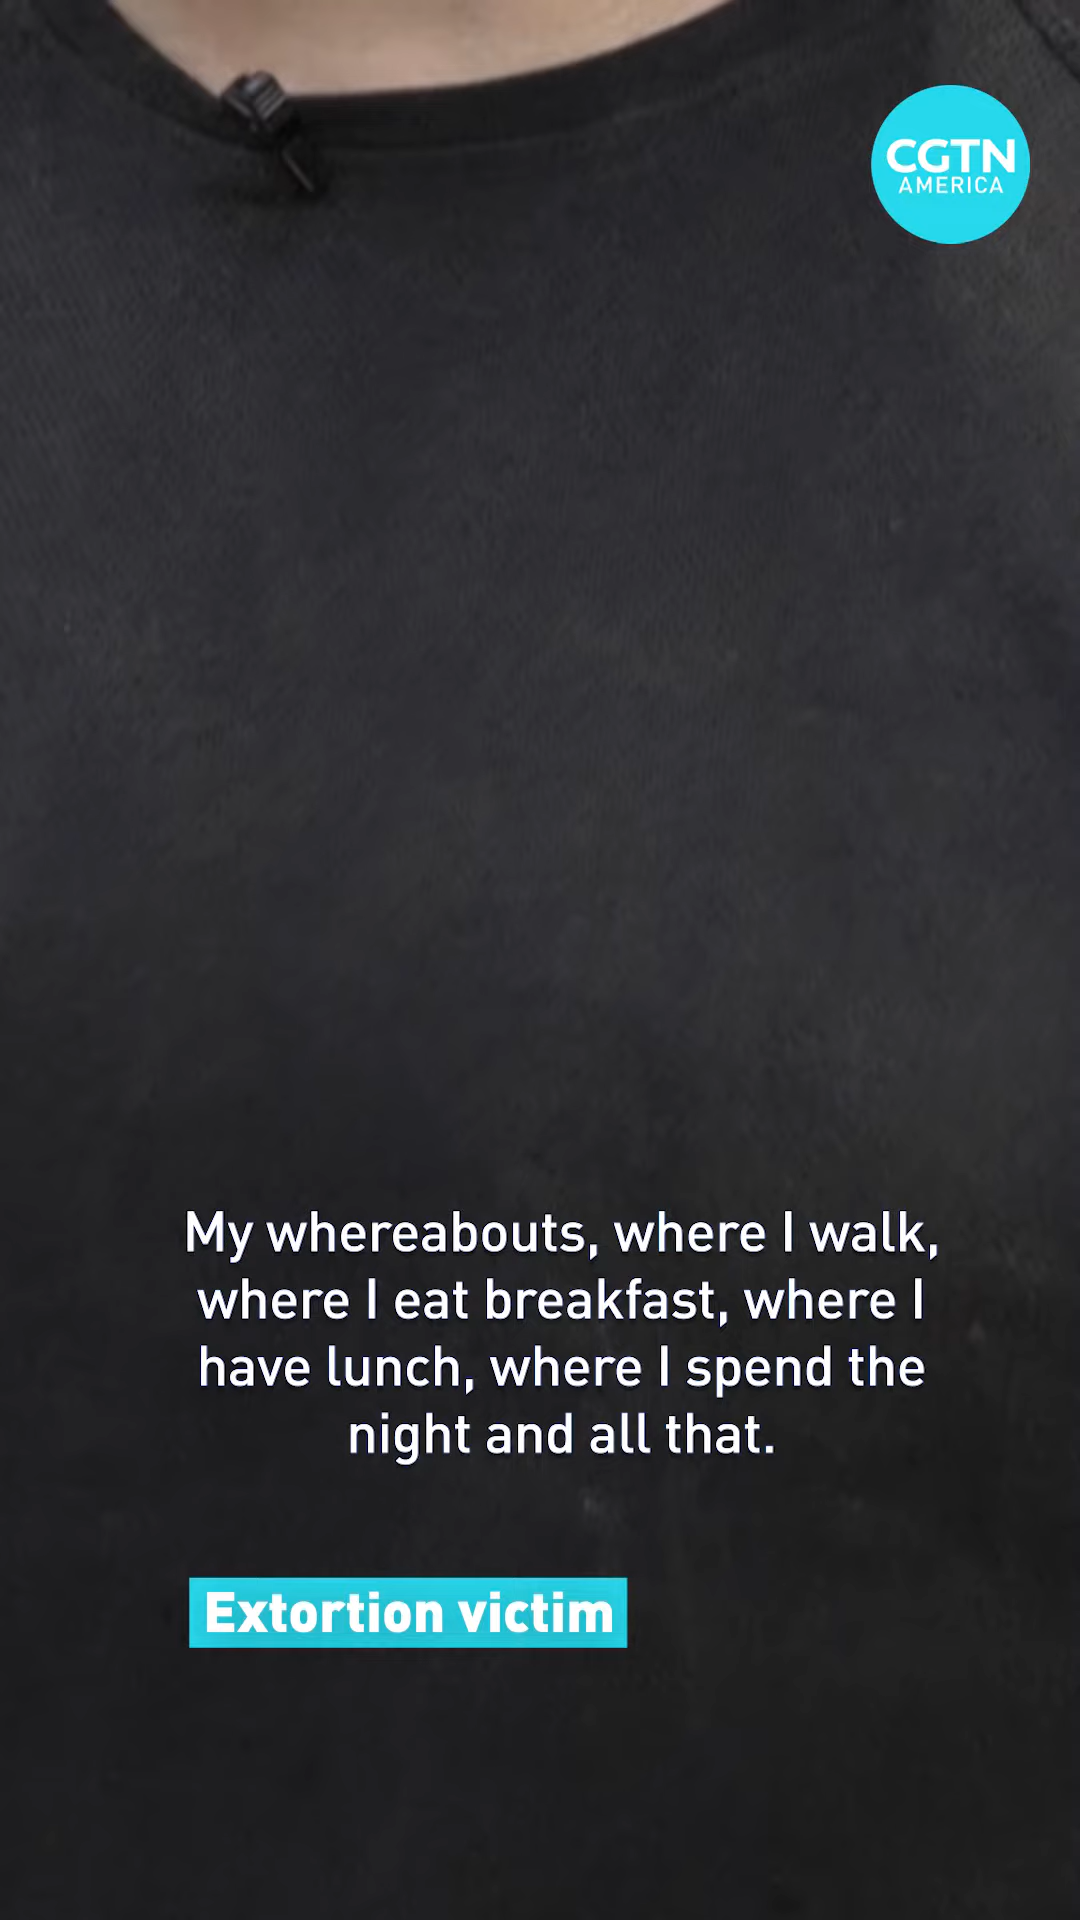 CGTN
AMERICA
My whereabouts, where I walk,
where I eat breakfast, where I
have lunch, where I spend the
night and all that.
Extortion victim